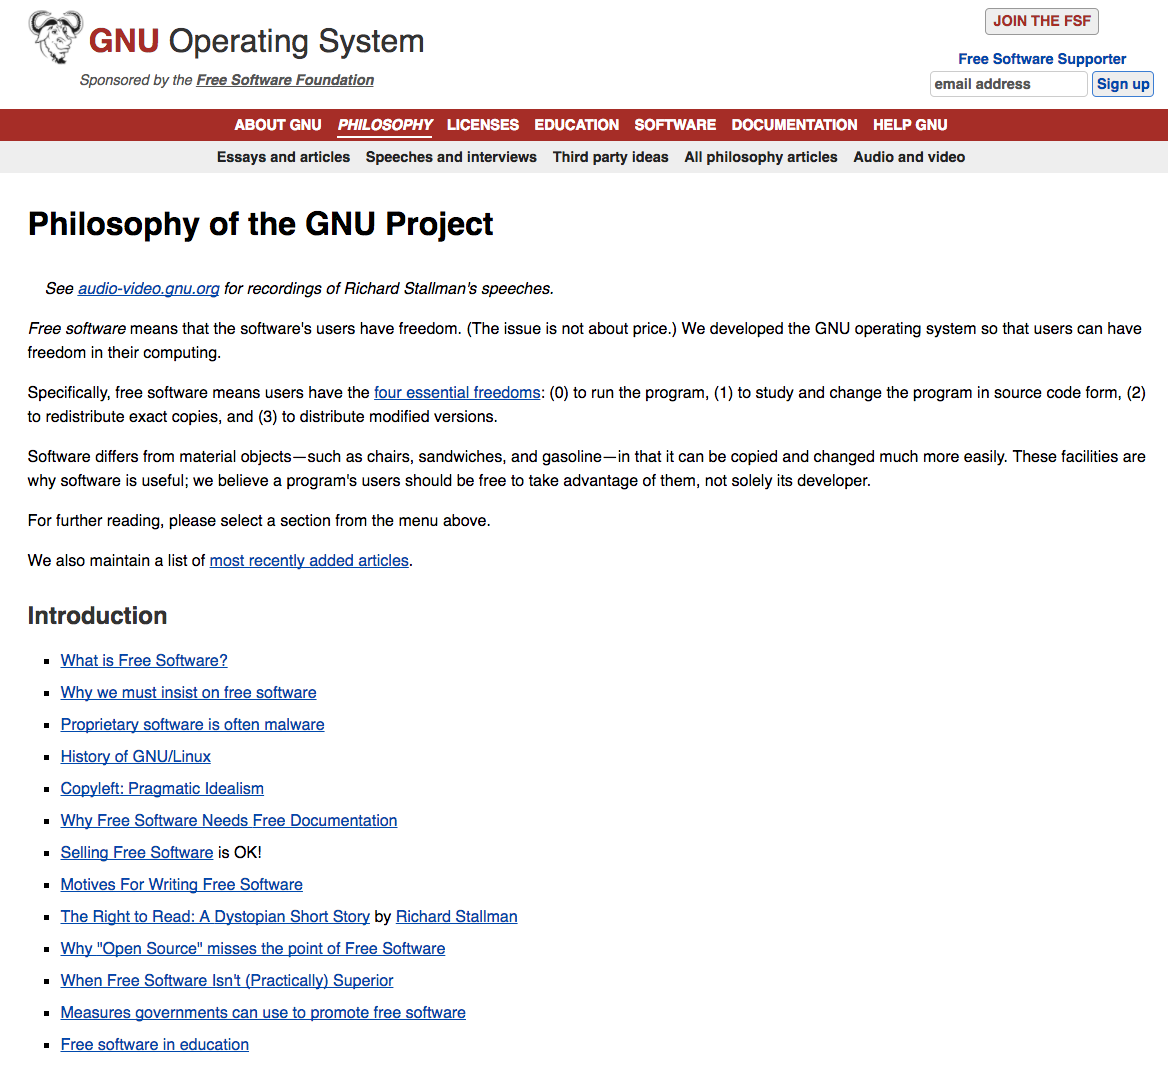 GNU Operating System
Sponsored by the Free Software Foundation
JOIN THE FSF
Free Software Supporter
email address Sign up
ABOUT GNU PHILOSOPHY LICENSES EDUCATION SOFTWARE DOCUMENTATION HELP GNU
Essays and articles Speeches and interviews Third party ideas All philosophy articles Audio and video
Philosophy of the GNU Project
See audio-video.gnu.org for recordings of Richard Stallman's speeches.
Free software means that the software's users have freedom. (The issue is not about price.) We developed the GNU operating system so that users can have
freedom in their computing.
Specifically, free software means users have the four essential freedoms: (0) to run the program, (1) to study and change the program in source code form, (2)
to redistribute exact copies, and (3) to distribute modified versions.
Software differs from material objects—such as chairs, sandwiches, and gasoline—in that it can be copied and changed much more easily. These facilities are
why software is useful; we believe a program's users should be free to take advantage of them, not solely its developer.
For further reading, please select a section from the menu above.
We also maintain a list of most recently added articles.
Introduction
What is Free Software?
Why we must insist on free software
Proprietary software is often malware
History of GNU/Linux
Copyleft: Pragmatic Idealism
Why Free Software Needs Free Documentation
Selling Free Software is OK!
Motives For Writing Free Software
The Right to Read: A Dystopian Short Story by Richard Stallman
Why "Open Source" misses the point of Free Software
When Free Software Isn't (Practically) Superior
Measures governments can use to promote free software
Free software in education